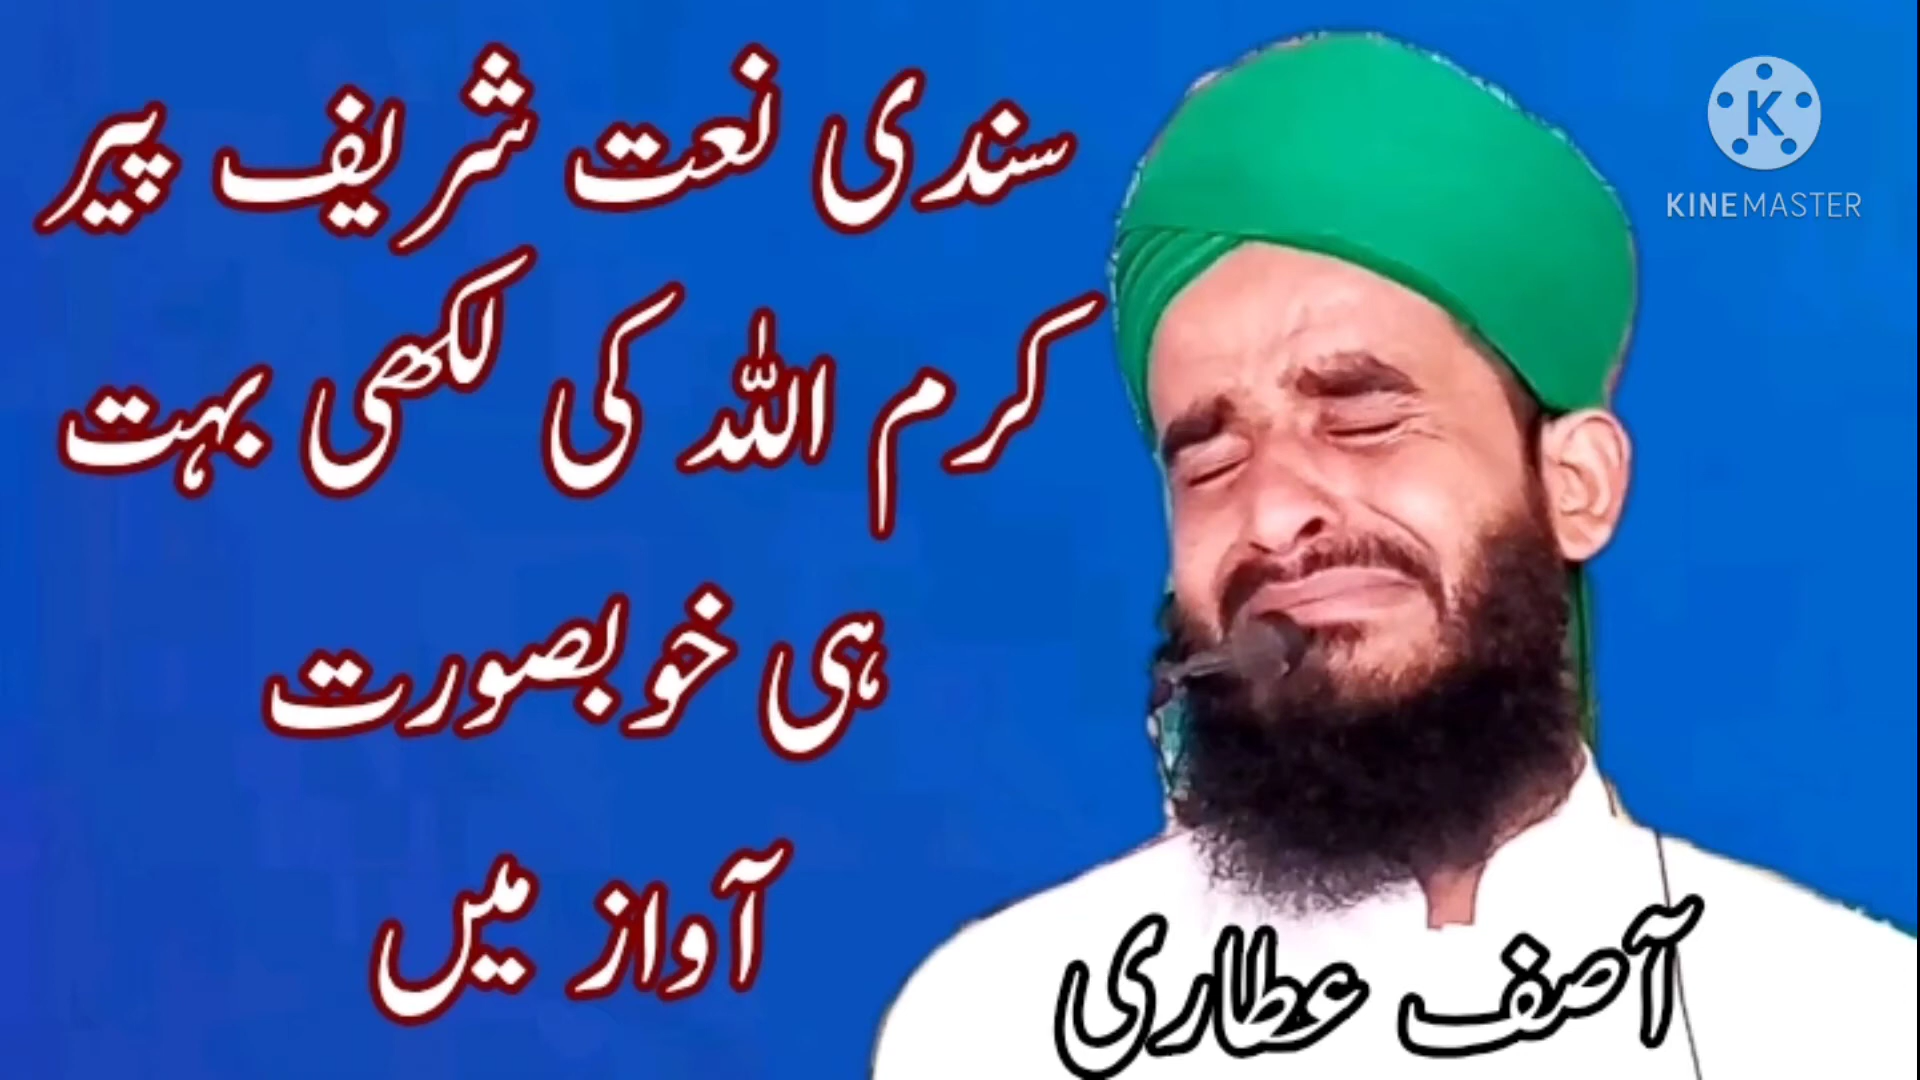 سندی نعت شریف پیر
کرم اللہ کی لکھی بہت
ہی خوبصورت
آواز میں
آصف عطاری
K
KINEMASTER